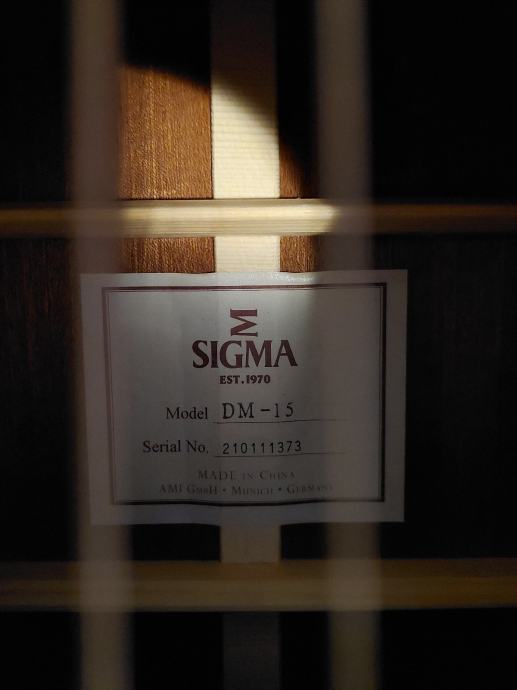 Σ
SIGMA
EST.1970
Model DM-15
Serial No. 210111373
MADE IN CHINA
AMI GMBH • MUNICH • GERMANY